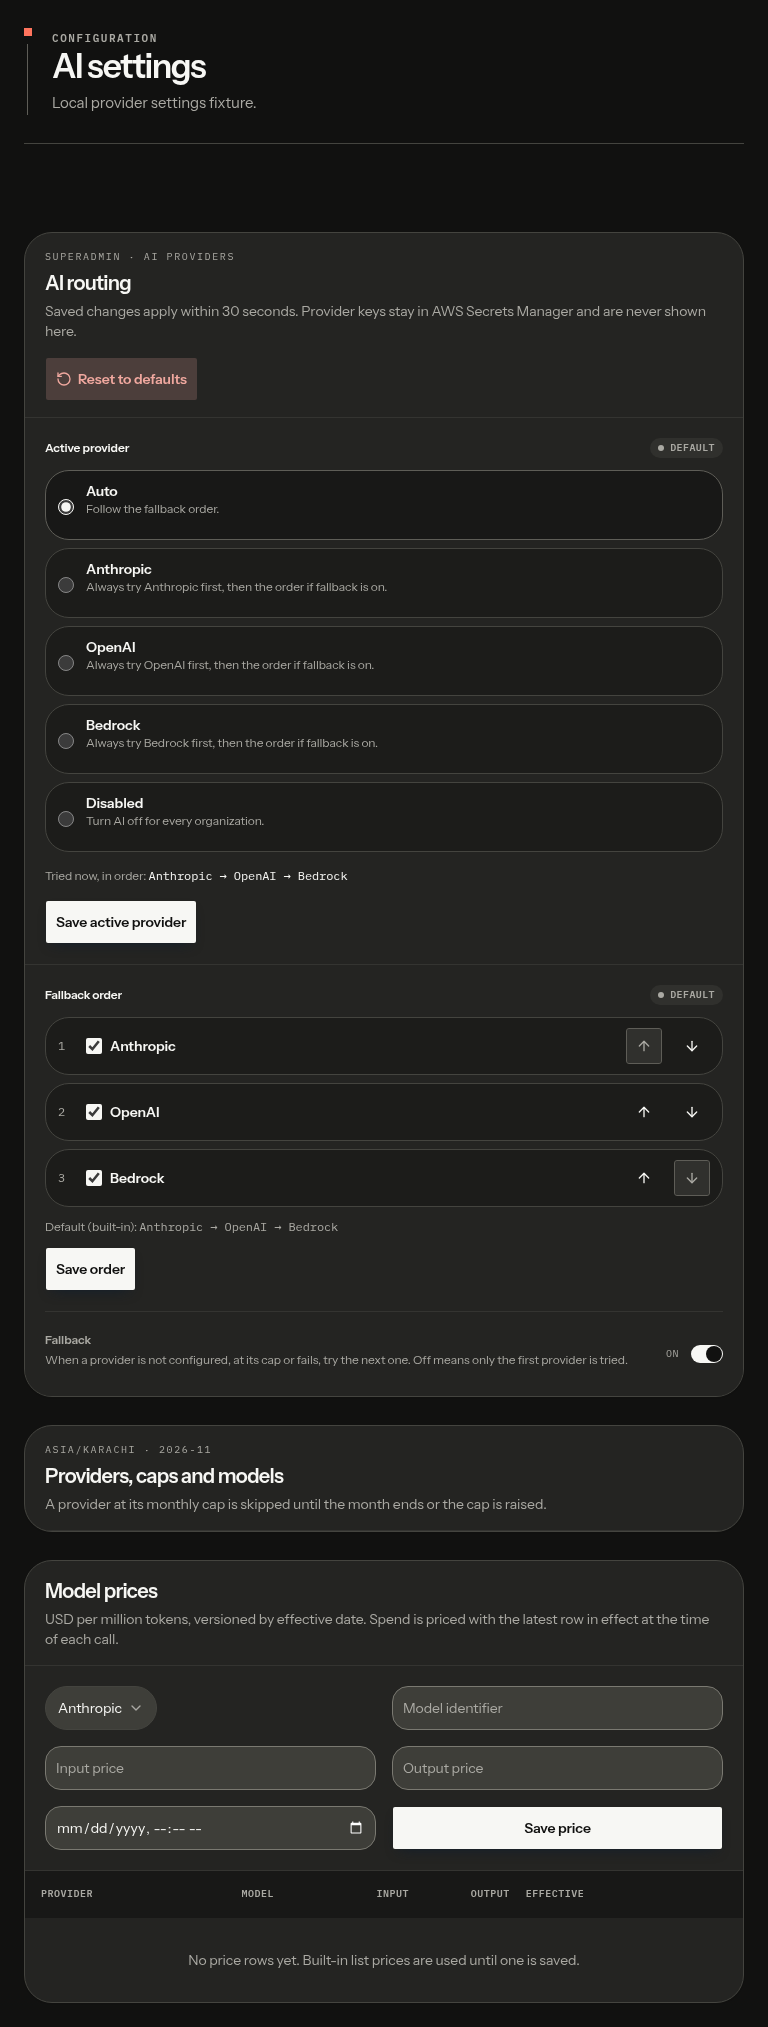 CONFIGURATION
AI settings
Local provider settings fixture.
SUPERADMIN · AI PROVIDERS
AI routing
Saved changes apply within 30 seconds. Provider keys stay in AWS Secrets Manager and are never shown
here.
Reset to defaults
Active provider
DEFAULT
Auto
Follow the fallback order.
Anthropic
Always try Anthropic first, then the order if fallback is on.
OpenAI
Always try OpenAI first, then the order if fallback is on.
Bedrock
Always try Bedrock first, then the order if fallback is on.
Disabled
Turn AI off for every organization.
Tried now, in order: Anthropic → OpenAI → Bedrock
Save active provider
Fallback order
DEFAULT
1 Anthropic
2 OpenAI
3 Bedrock
Default (built-in): Anthropic → OpenAI → Bedrock
Save order
Fallback
When a provider is not configured, at its cap or fails, try the next one. Off means only the first provider is tried.
ON
ASIA/KARACHI · 2026-11
Providers, caps and models
A provider at its monthly cap is skipped until the month ends or the cap is raised.
Model prices
USD per million tokens, versioned by effective date. Spend is priced with the latest row in effect at the time
of each call.
Anthropic
Model identifier
Input price
Output price
mm/dd/yyyy, --:-- --
Save price
PROVIDER MODEL INPUT OUTPUT EFFECTIVE
No price rows yet. Built-in list prices are used until one is saved.